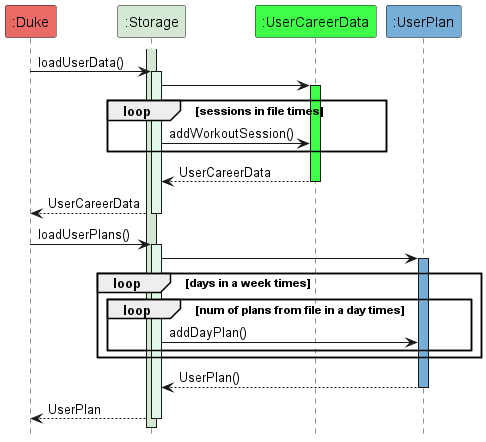 :Duke :Storage :UserCareerData :UserPlan
loadUserData()
loop [sessions in file times]
addWorkoutSession()
UserCareerData
UserCareerData
loadUserPlans()
loop [days in a week times]
loop [num of plans from file in a day times]
addDayPlan()
UserPlan()
UserPlan